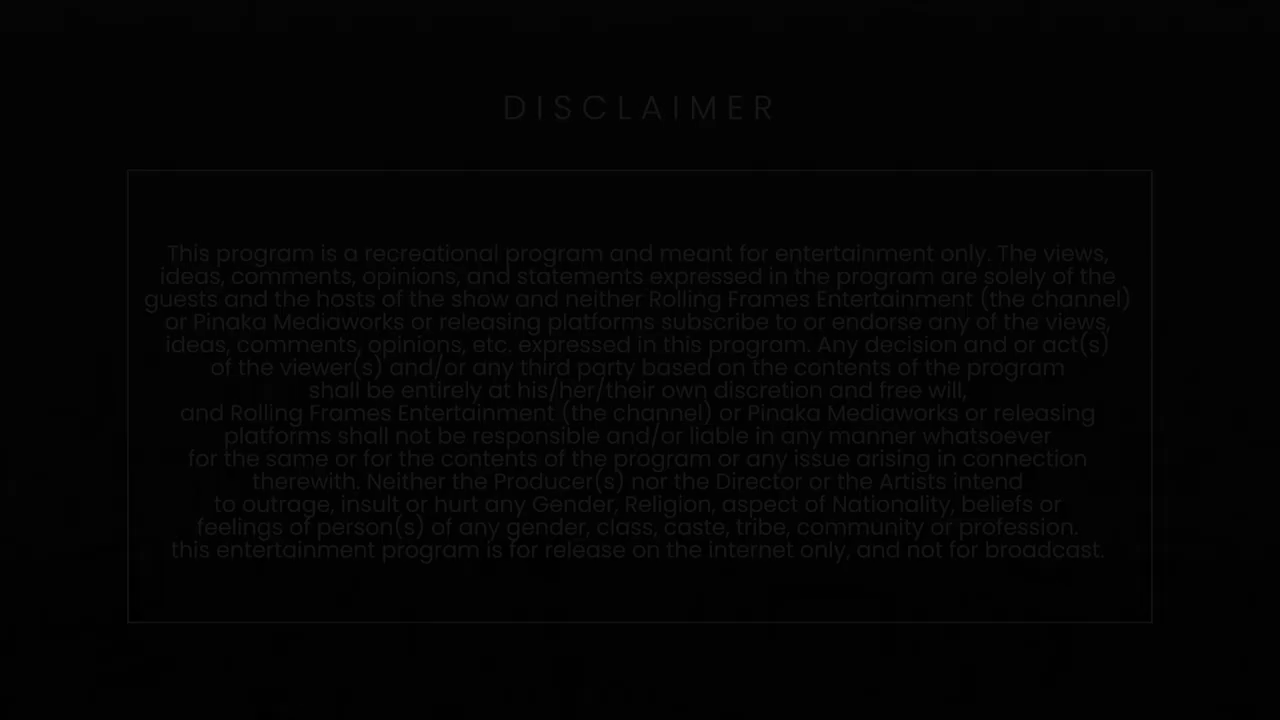 DISCLAIMER
This program is a recreational program and meant for entertainment only. The views,
ideas, comments, opinions, and statements expressed in the program are solely of the
guests and the hosts of the show and neither Rolling Frames Entertainment (the channel)
or Pinaka Mediaworks or releasing platforms subscribe to or endorse any of the views,
ideas, comments, opinions, etc. expressed in this program. Any decision and or act(s)
of the viewer(s) and/or any third party based on the contents of the program
shall be entirely at his/her/their own discretion and free will,
and Rolling Frames Entertainment (the channel) or Pinaka Mediaworks or releasing
platforms shall not be responsible and/or liable in any manner whatsoever
for the same or for the contents of the program or any issue arising in connection
therewith. Neither the Producer(s) nor the Director or the Artists intend
to outrage, insult or hurt any Gender, Religion, aspect of Nationality, beliefs or
feelings of person(s) of any gender, class, caste, tribe, community or profession.
this entertainment program is for release on the internet only, and not for broadcast.